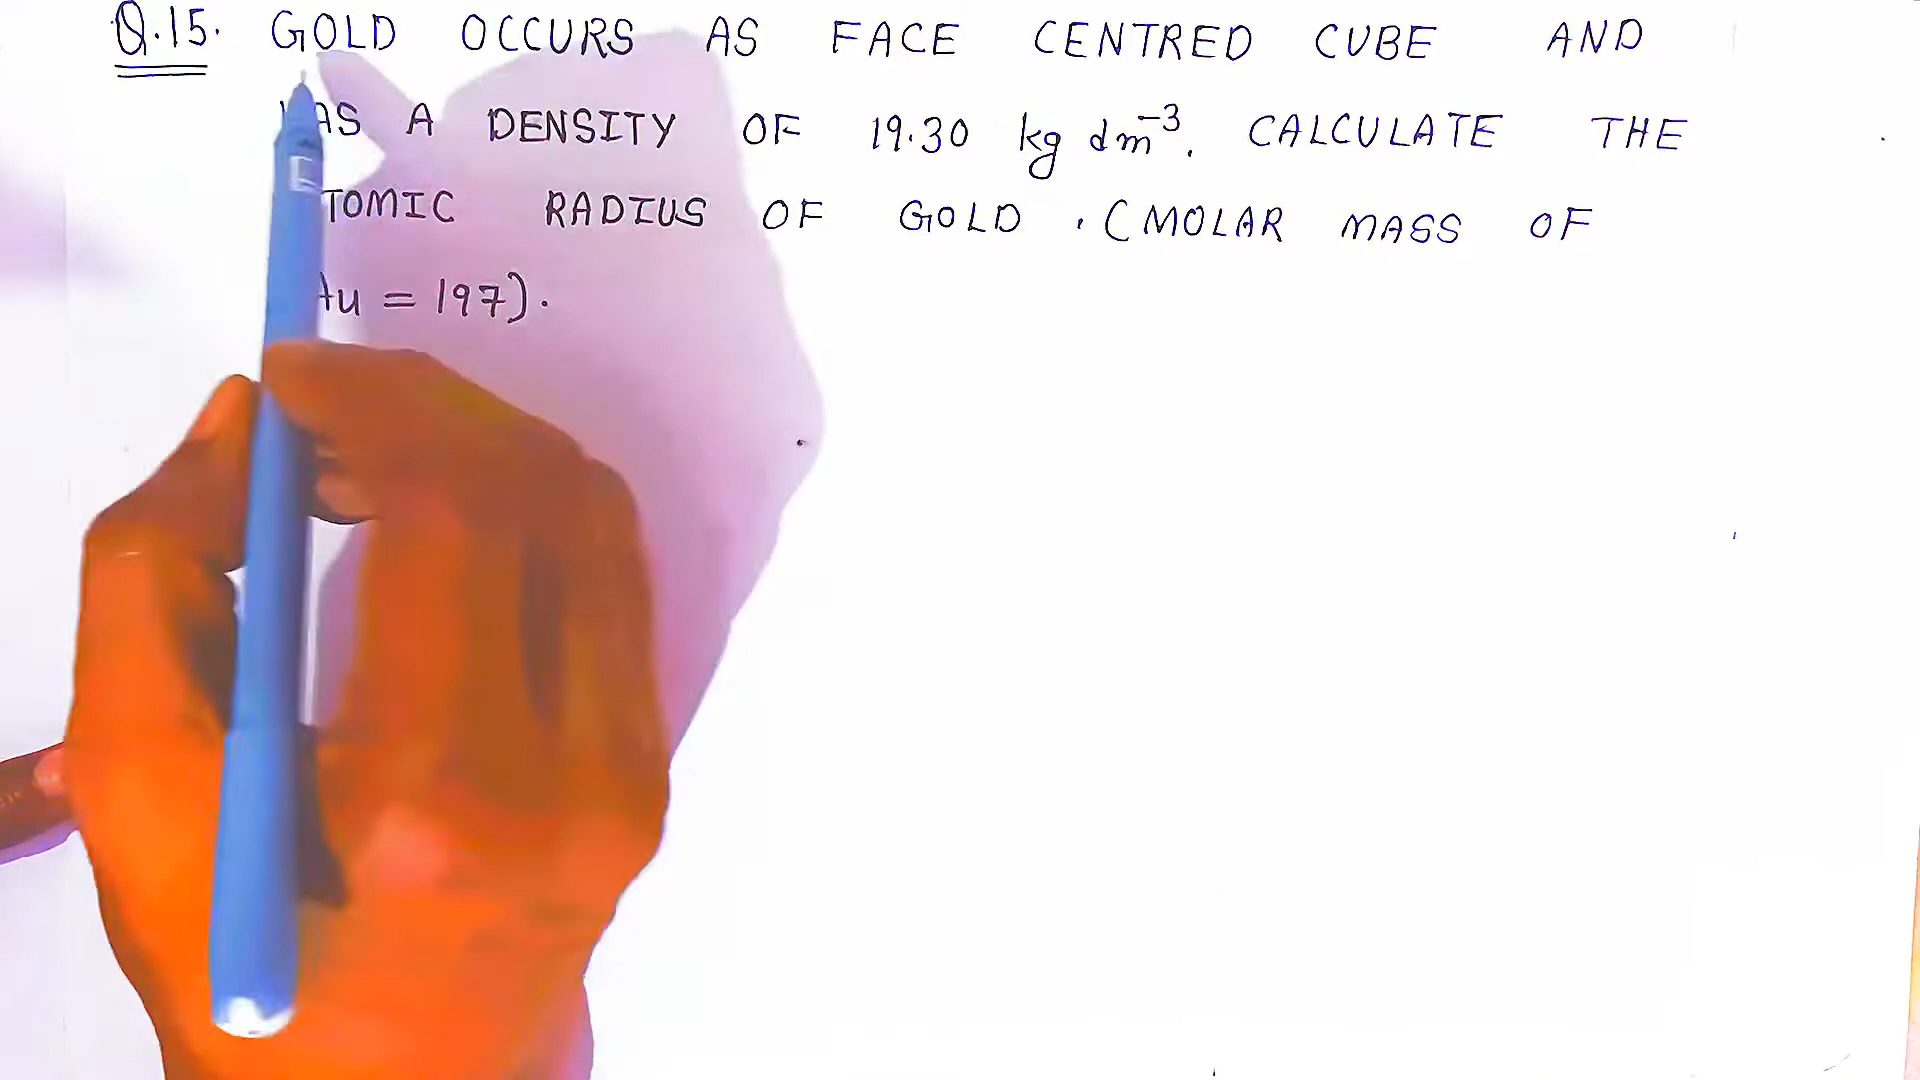 Q.15. GOLD OCCURS AS FACE CENTRED CUBE AND
AS A DENSITY OF 19.30 kg dm⁻³. CALCULATE THE
TOMIC RADIUS OF GOLD . (MOLAR MASS OF
Au = 197).